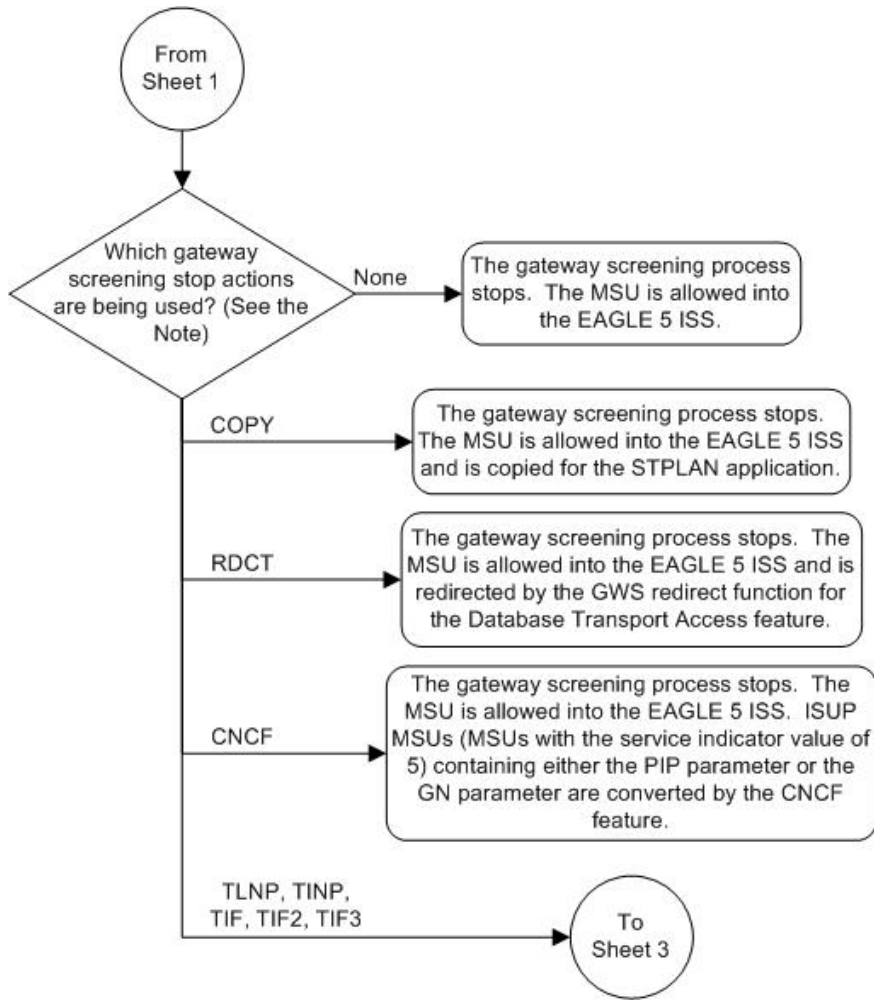 From
Sheet 1
Which gateway
screening stop actions
are being used? (See the
Note)
None
The gateway screening process
stops.  The MSU is allowed into
the EAGLE 5 ISS.
COPY
The gateway screening process stops.
The MSU is allowed into the EAGLE 5 ISS
and is copied for the STPLAN application.
RDCT
The gateway screening process stops.  The
MSU is allowed into the EAGLE 5 ISS and is
redirected by the GWS redirect function for
the Database Transport Access feature.
CNCF
The gateway screening process stops.  The
MSU is allowed into the EAGLE 5 ISS.  ISUP
MSUs (MSUs with the service indicator value of
5) containing either the PIP parameter or the
GN parameter are converted by the CNCF
feature.
TLNP, TINP,
TIF, TIF2, TIF3
To
Sheet 3